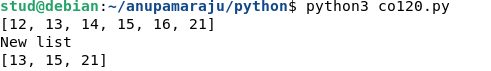 stud@debian:~/anupamaraju/python$ python3 co120.py
[12, 13, 14, 15, 16, 21]
New list
[13, 15, 21]